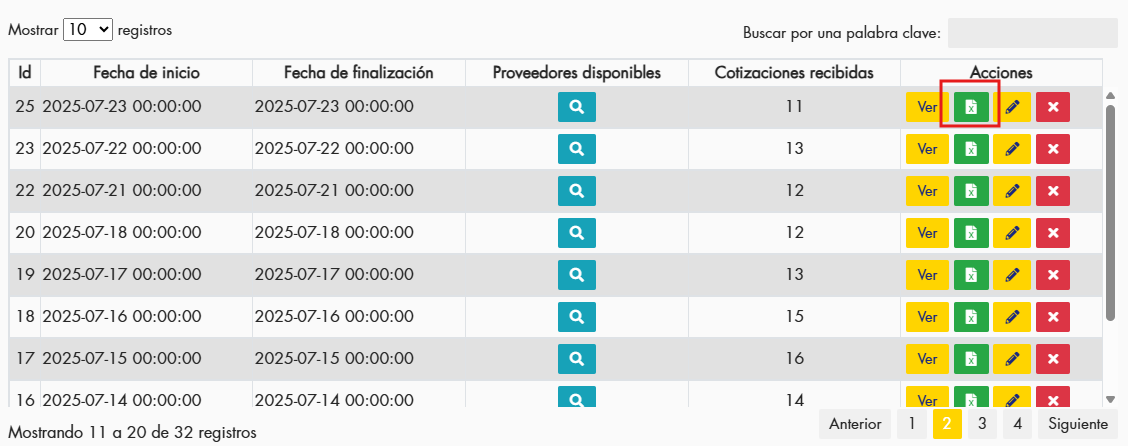 Mostrar 10 registros
Buscar por una palabra clave:
Id Fecha de inicio Fecha de finalización Proveedores disponibles Cotizaciones recibidas Acciones
25 2025-07-23 00:00:00 2025-07-23 00:00:00 11 Ver
23 2025-07-22 00:00:00 2025-07-22 00:00:00 13 Ver
22 2025-07-21 00:00:00 2025-07-21 00:00:00 12 Ver
20 2025-07-18 00:00:00 2025-07-18 00:00:00 12 Ver
19 2025-07-17 00:00:00 2025-07-17 00:00:00 13 Ver
18 2025-07-16 00:00:00 2025-07-16 00:00:00 15 Ver
17 2025-07-15 00:00:00 2025-07-15 00:00:00 16 Ver
16 2025-07-14 00:00:00 2025-07-14 00:00:00 14 Ver
Mostrando 11 a 20 de 32 registros
Anterior 1 2 3 4 Siguiente